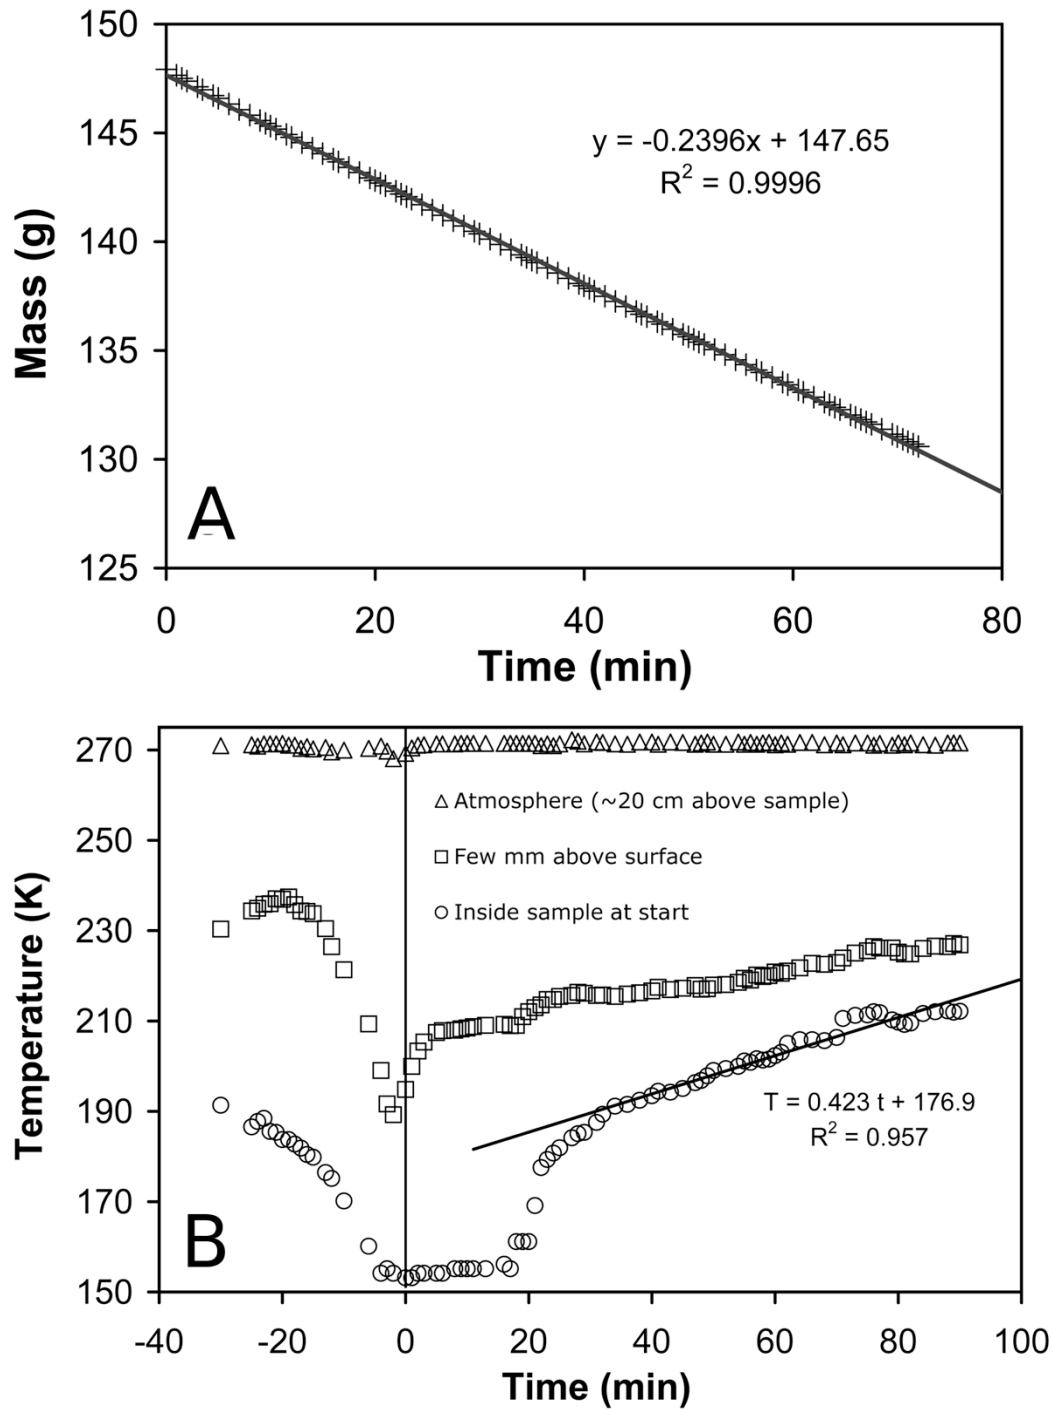 150
145
140
135
130
125
Mass (g)
y = -0.2396x + 147.65
R² = 0.9996
A
0 20 40 60 80
Time (min)
270
250
230
210
190
170
150
Temperature (K)
Atmosphere (~20 cm above sample)
Few mm above surface
Inside sample at start
T = 0.423 t + 176.9
R² = 0.957
B
-40 -20 0 20 40 60 80 100
Time (min)